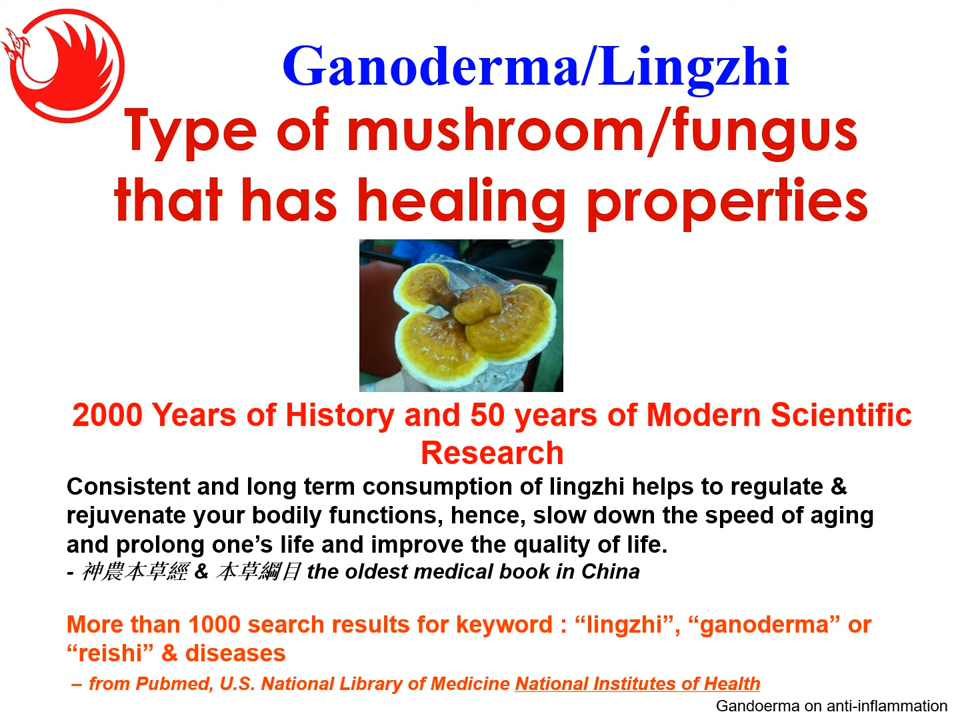 Ganoderma/Lingzhi
Type of mushroom/fungus
that has healing properties
2000 Years of History and 50 years of Modern Scientific
Research
Consistent and long term consumption of lingzhi helps to regulate &
rejuvenate your bodily functions, hence, slow down the speed of aging
and prolong one’s life and improve the quality of life.
- 神農本草經 & 本草綱目 the oldest medical book in China
More than 1000 search results for keyword : “lingzhi”, “ganoderma” or
“reishi” & diseases
– from Pubmed, U.S. National Library of Medicine National Institutes of Health
Gandoerma on anti-inflammation